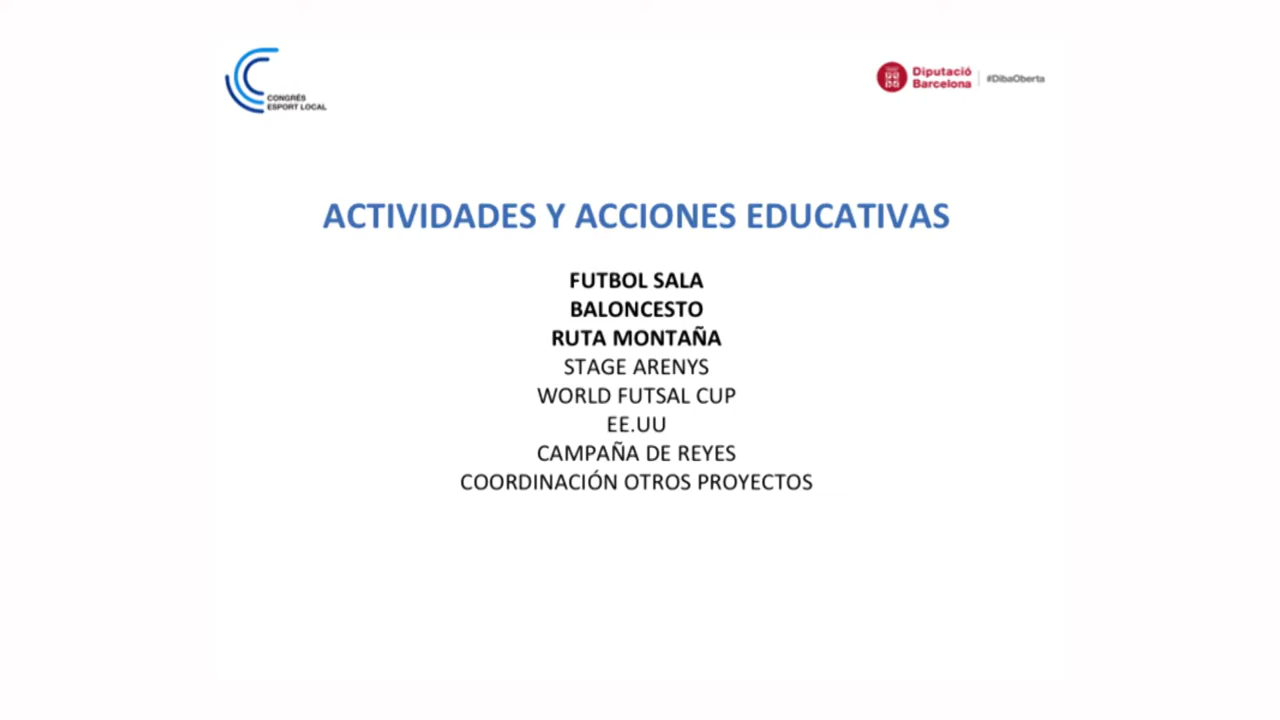 CONGRÉS
ESPORT LOCAL
Diputació
Barcelona
#DibaOberta
ACTIVIDADES Y ACCIONES EDUCATIVAS
FUTBOL SALA
BALONCESTO
RUTA MONTAÑA
STAGE ARENYS
WORLD FUTSAL CUP
EE.UU
CAMPAÑA DE REYES
COORDINACIÓN OTROS PROYECTOS